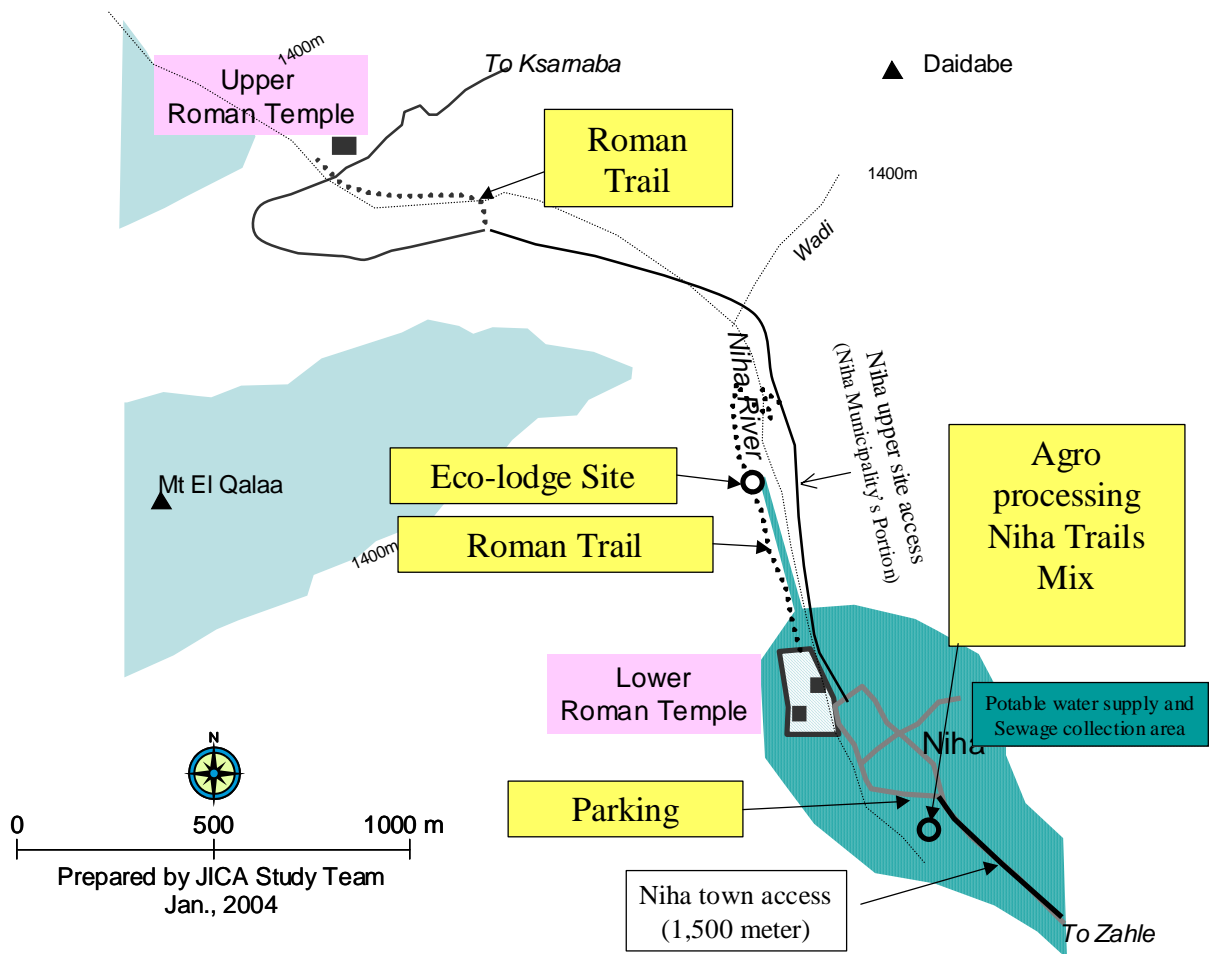 1400m
To Ksarnaba
Daidabe
Upper
Roman Temple
Roman
Trail
1400m
Wadi
Niha River
Niha upper site access
(Niha Municipality's Portion)
Agro
processing
Niha Trails
Mix
Eco-lodge Site
Mt El Qalaa
Roman Trail
1400m
Lower
Roman Temple
Potable water supply and
Sewage collection area
Niha
N
Parking
0 500 1000 m
Prepared by JICA Study Team
Jan., 2004
Niha town access
(1,500 meter)
To Zahle